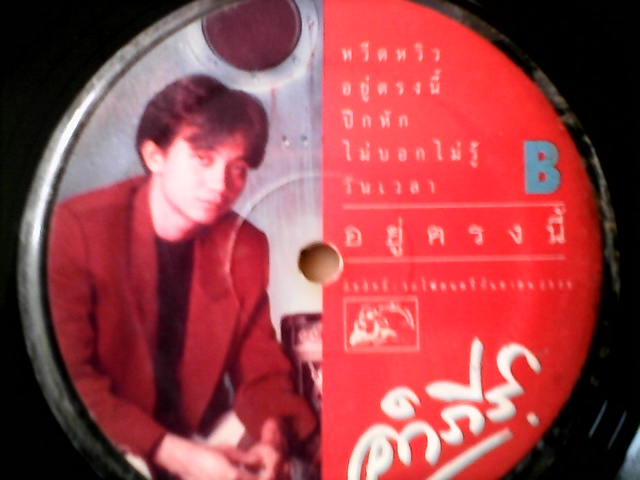 หวีดหวิว
อยู่ตรงนี้
ปีกหัก
ไม่บอกไม่รู้
วันเวลา
B
อยู่ตรงนี้